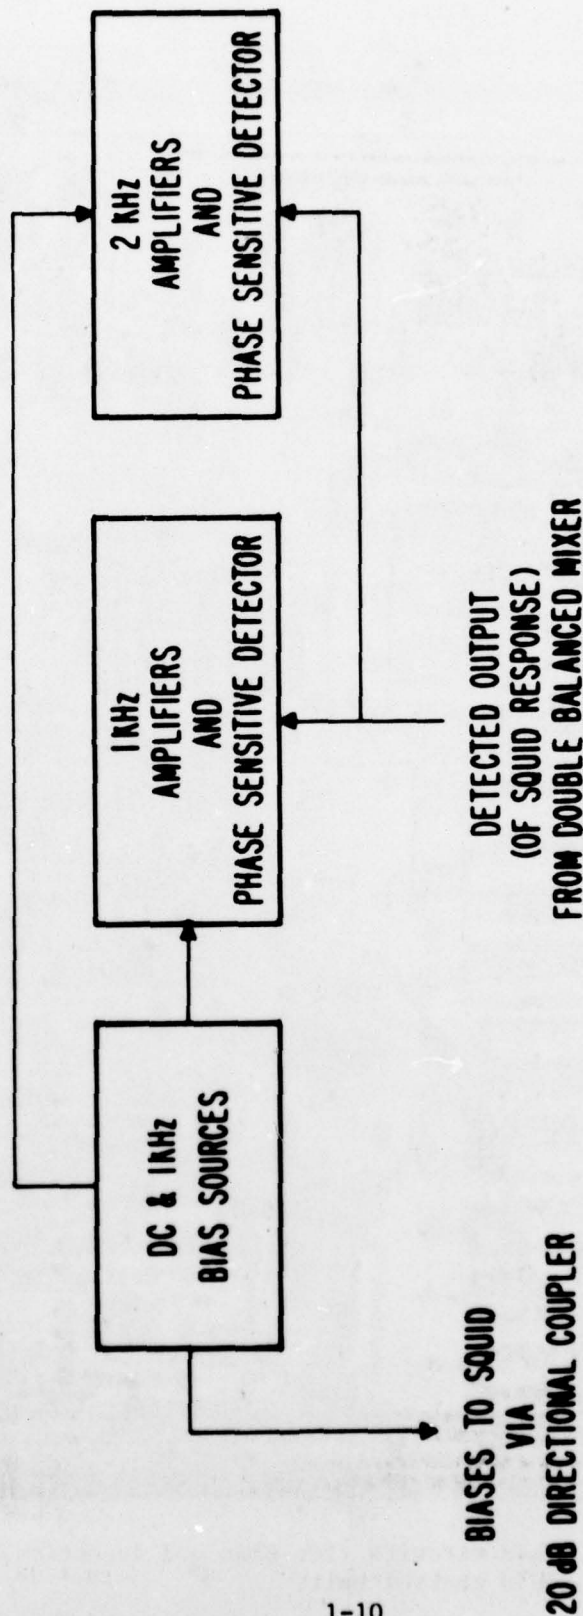 DC & 1KHz
BIAS SOURCES
1KHz
AMPLIFIERS
AND
PHASE SENSITIVE DETECTOR
2 KHz
AMPLIFIERS
AND
PHASE SENSITIVE DETECTOR
BIASES TO SQUID
VIA
20 dB DIRECTIONAL COUPLER
DETECTED OUTPUT
(OF SQUID RESPONSE)
FROM DOUBLE BALANCED MIXER
1-10